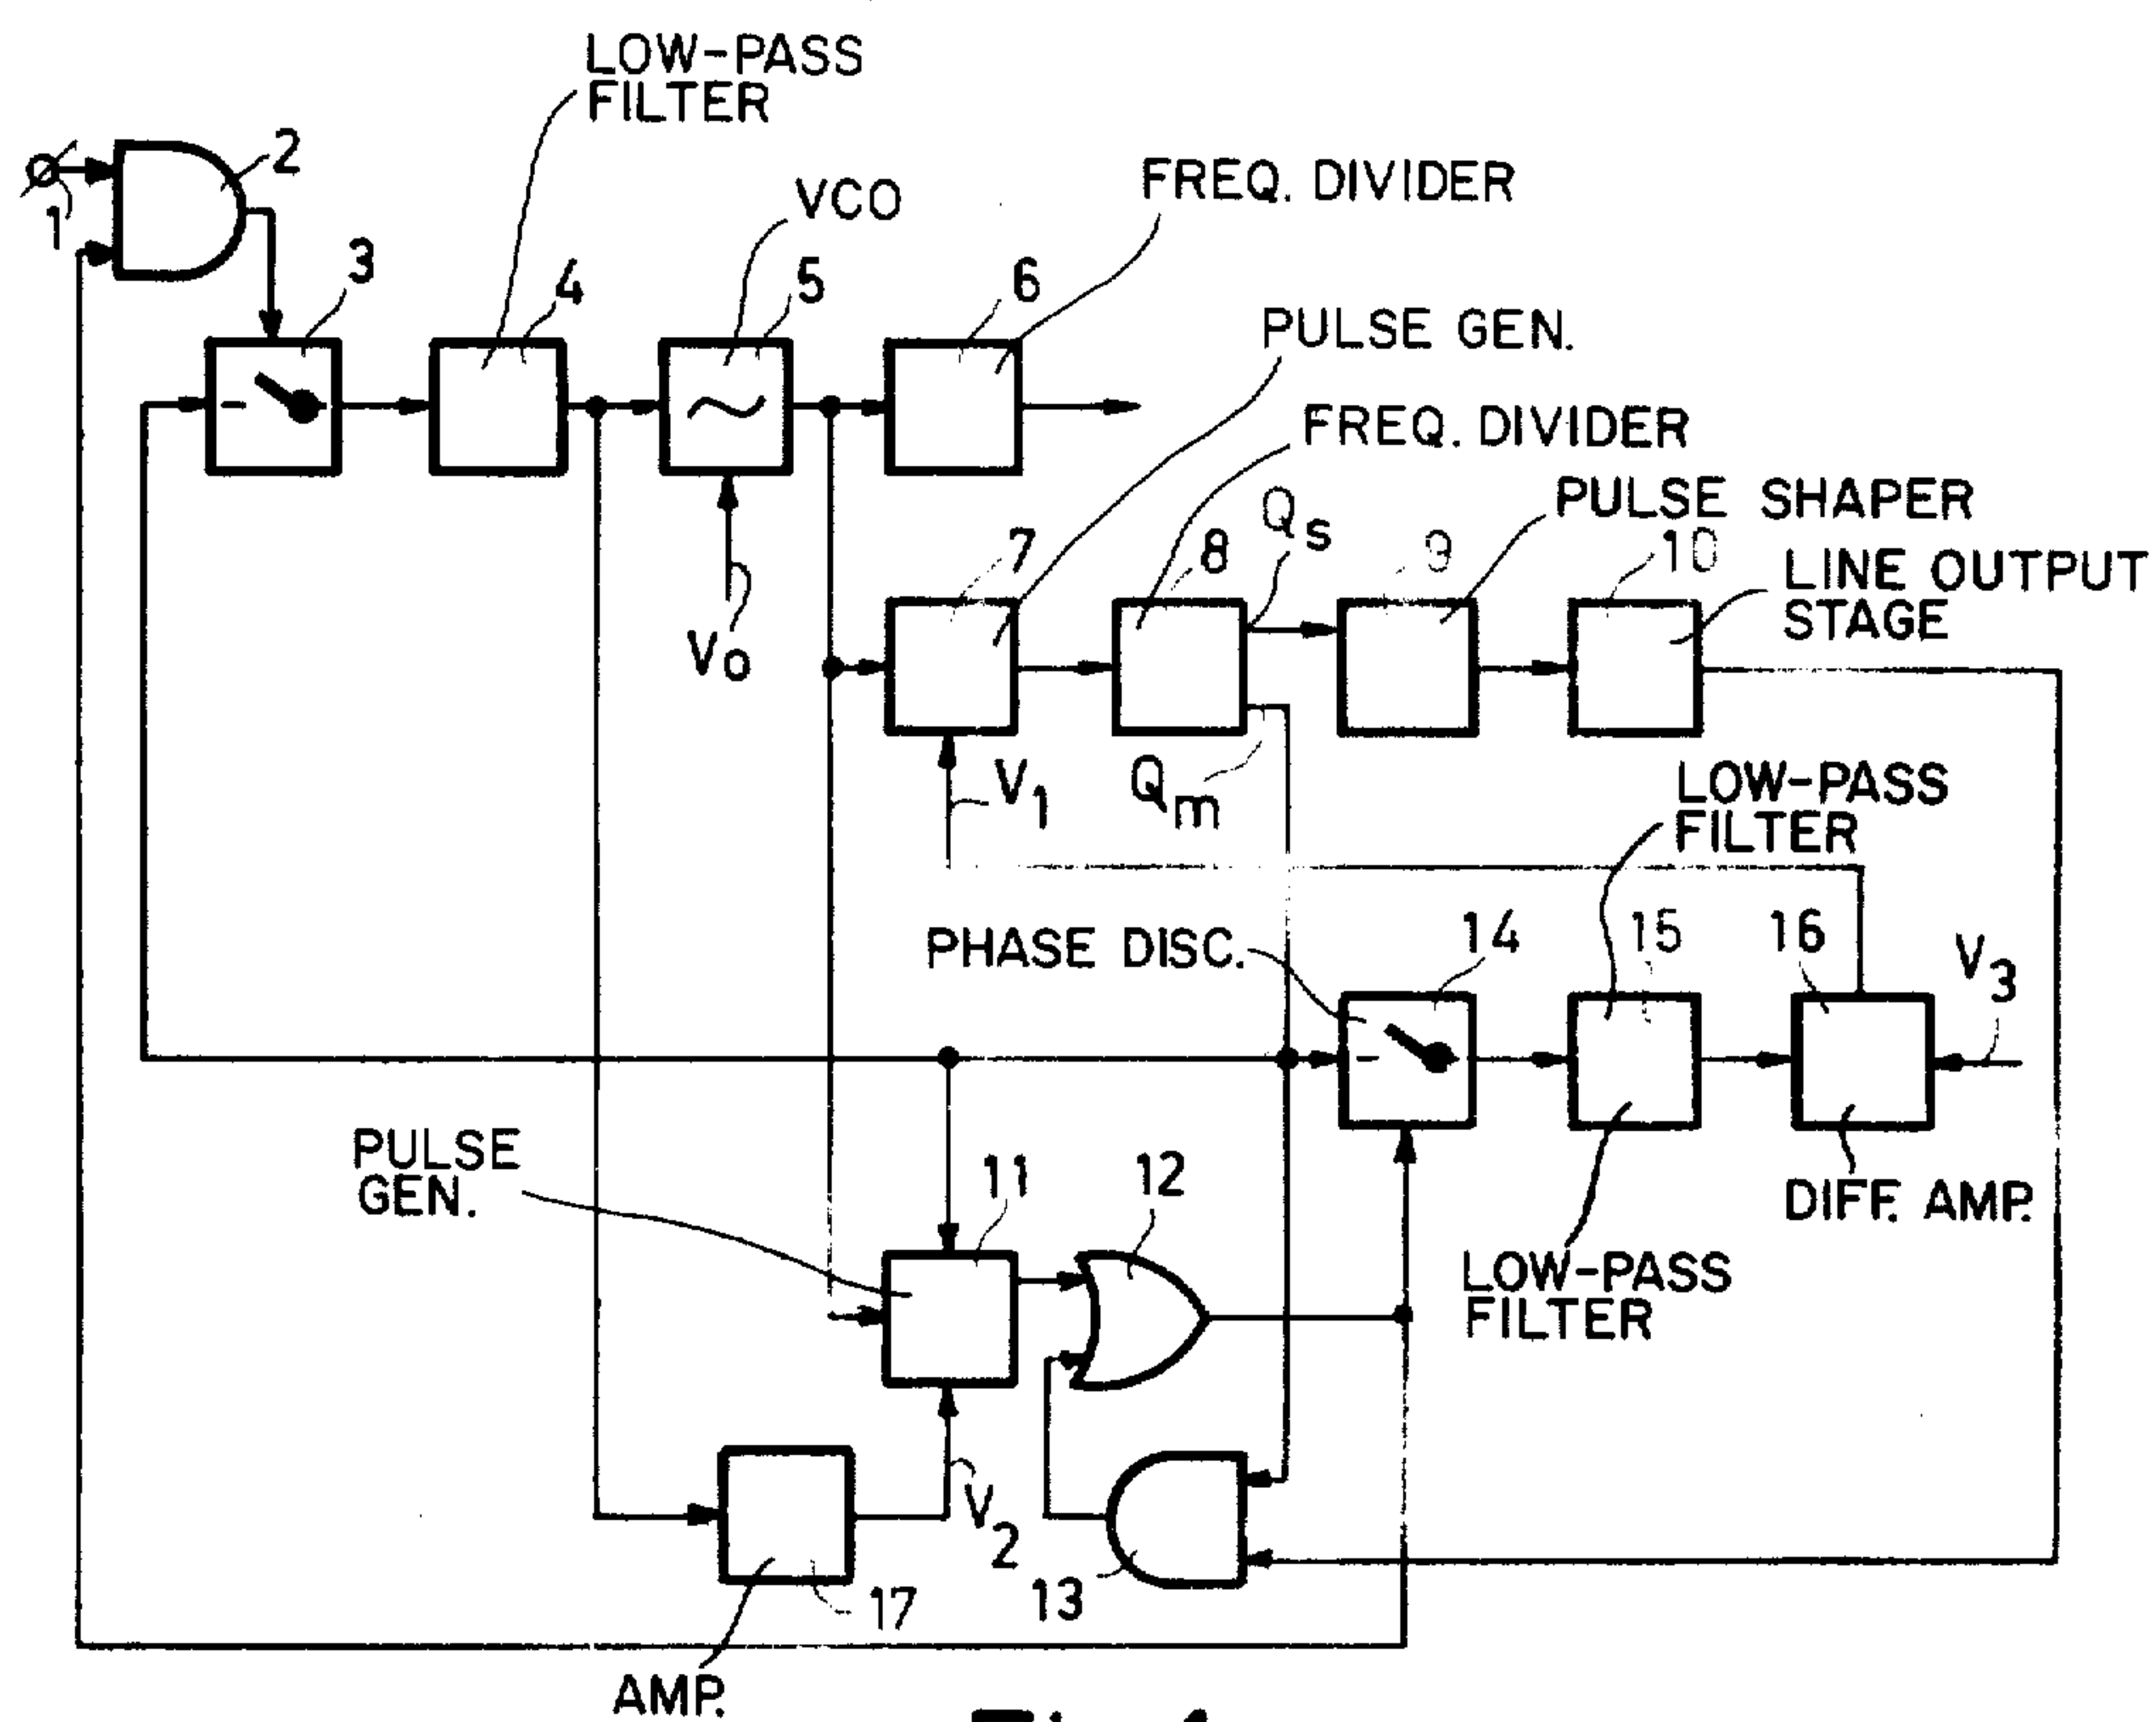 LOW-PASS
FILTER
2
1
VCO
FREQ. DIVIDER
3
4
5
6
PULSE GEN.
FREQ. DIVIDER
PULSE SHAPER
Qs
7
8
9
10
LINE OUTPUT
STAGE
Vo
V1
Qm
LOW-PASS
FILTER
PHASE DISC.
14
15
16
V3
PULSE
GEN.
11
12
DIFF. AMP.
LOW-PASS
FILTER
V2
13
17
AMP.